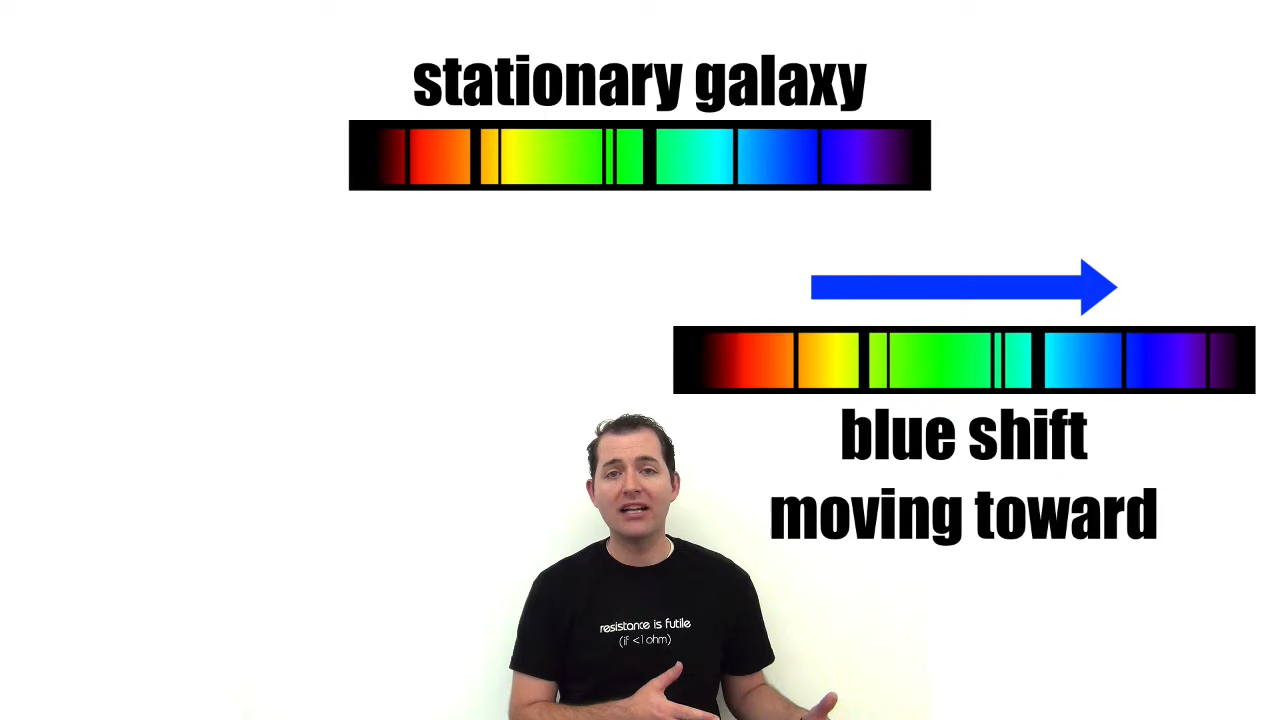 stationary galaxy
blue shift
moving toward
resistance is futile
(if <1 ohm)